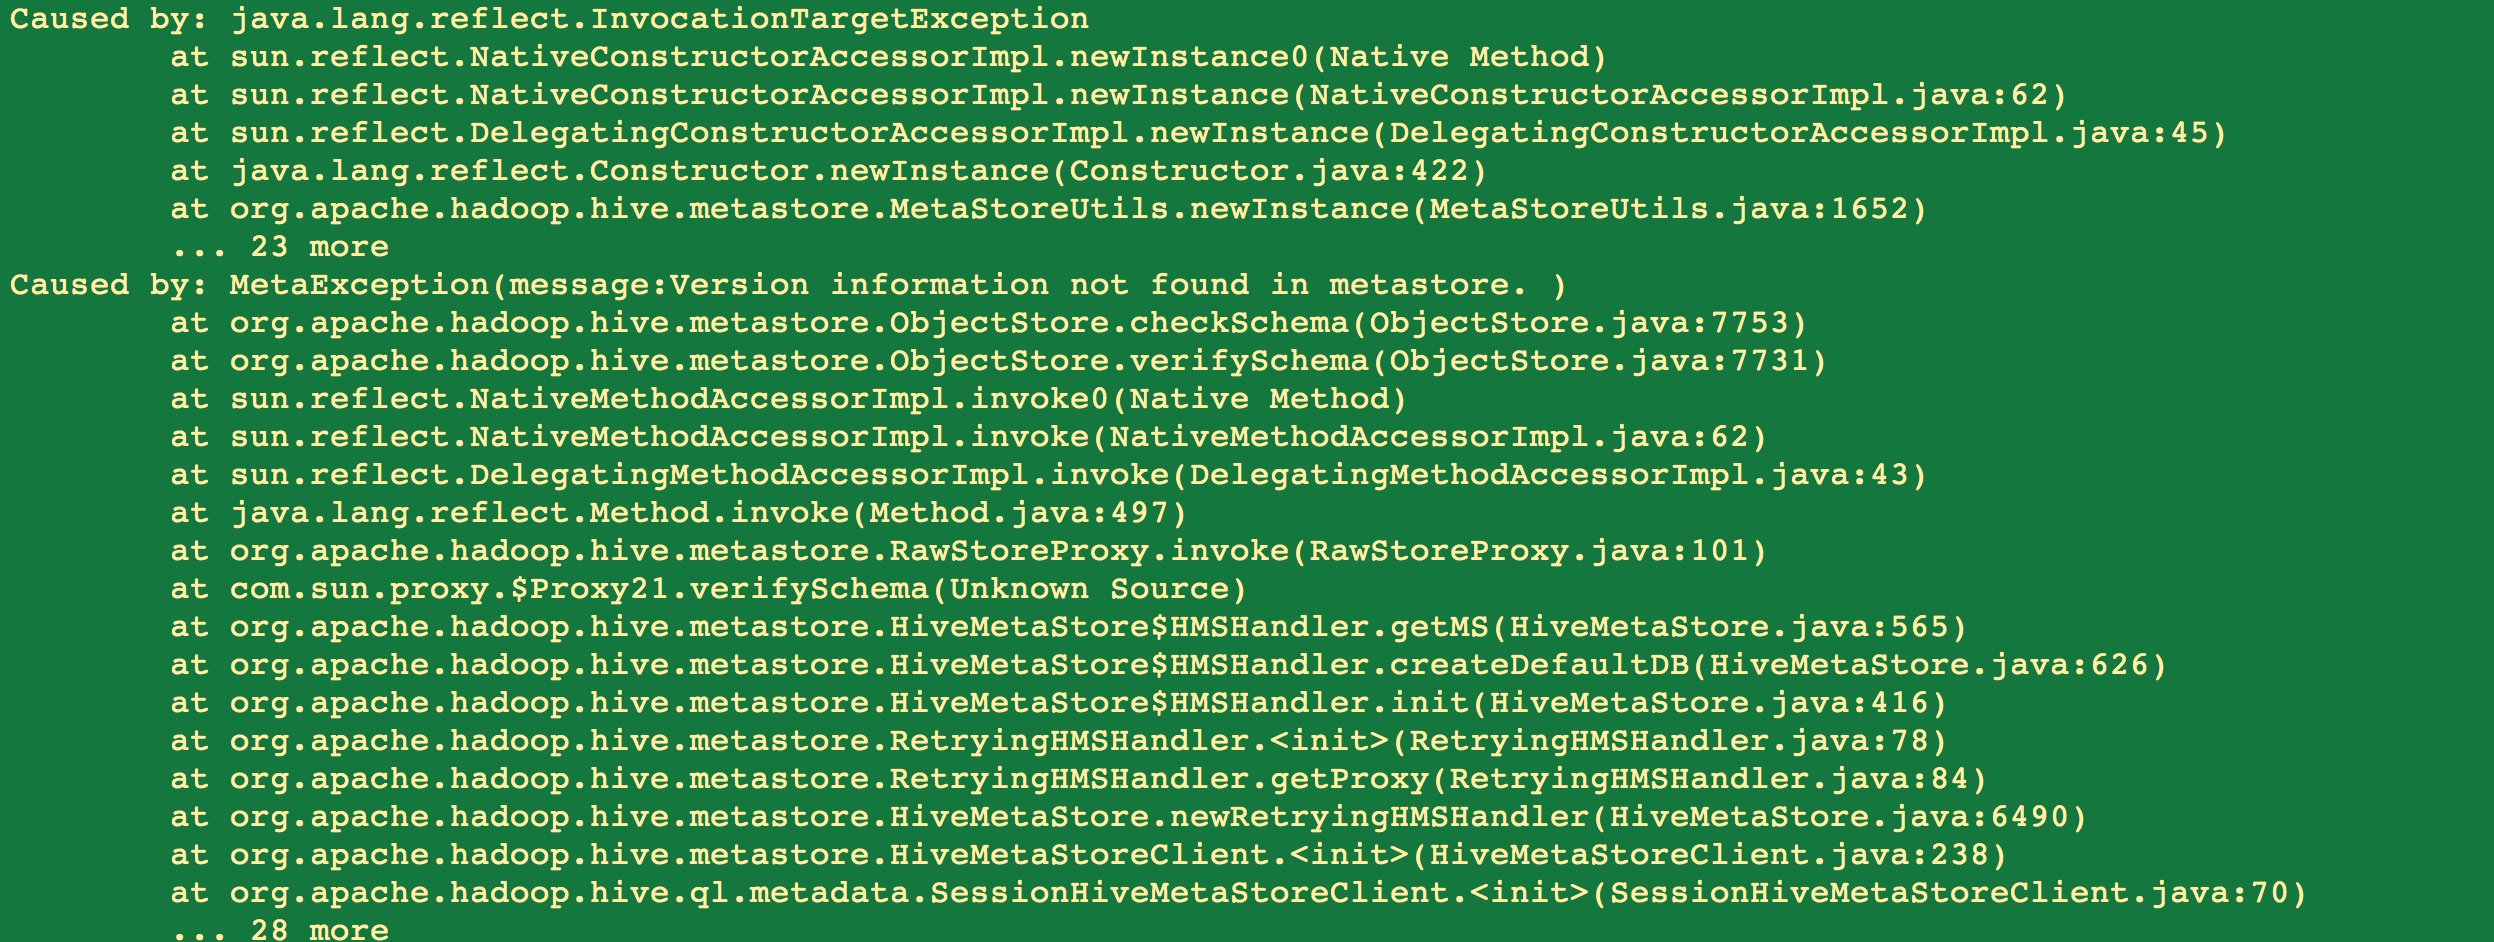 Caused by: java.lang.reflect.InvocationTargetException
at sun.reflect.NativeConstructorAccessorImpl.newInstance0(Native Method)
at sun.reflect.NativeConstructorAccessorImpl.newInstance(NativeConstructorAccessorImpl.java:62)
at sun.reflect.DelegatingConstructorAccessorImpl.newInstance(DelegatingConstructorAccessorImpl.java:45)
at java.lang.reflect.Constructor.newInstance(Constructor.java:422)
at org.apache.hadoop.hive.metastore.MetaStoreUtils.newInstance(MetaStoreUtils.java:1652)
... 23 more
Caused by: MetaException(message:Version information not found in metastore. )
at org.apache.hadoop.hive.metastore.ObjectStore.checkSchema(ObjectStore.java:7753)
at org.apache.hadoop.hive.metastore.ObjectStore.verifySchema(ObjectStore.java:7731)
at sun.reflect.NativeMethodAccessorImpl.invoke0(Native Method)
at sun.reflect.NativeMethodAccessorImpl.invoke(NativeMethodAccessorImpl.java:62)
at sun.reflect.DelegatingMethodAccessorImpl.invoke(DelegatingMethodAccessorImpl.java:43)
at java.lang.reflect.Method.invoke(Method.java:497)
at org.apache.hadoop.hive.metastore.RawStoreProxy.invoke(RawStoreProxy.java:101)
at com.sun.proxy.$Proxy21.verifySchema(Unknown Source)
at org.apache.hadoop.hive.metastore.HiveMetaStore$HMSHandler.getMS(HiveMetaStore.java:565)
at org.apache.hadoop.hive.metastore.HiveMetaStore$HMSHandler.createDefaultDB(HiveMetaStore.java:626)
at org.apache.hadoop.hive.metastore.HiveMetaStore$HMSHandler.init(HiveMetaStore.java:416)
at org.apache.hadoop.hive.metastore.RetryingHMSHandler.<init>(RetryingHMSHandler.java:78)
at org.apache.hadoop.hive.metastore.RetryingHMSHandler.getProxy(RetryingHMSHandler.java:84)
at org.apache.hadoop.hive.metastore.HiveMetaStore.newRetryingHMSHandler(HiveMetaStore.java:6490)
at org.apache.hadoop.hive.metastore.HiveMetaStoreClient.<init>(HiveMetaStoreClient.java:238)
at org.apache.hadoop.hive.ql.metadata.SessionHiveMetaStoreClient.<init>(SessionHiveMetaStoreClient.java:70)
... 28 more